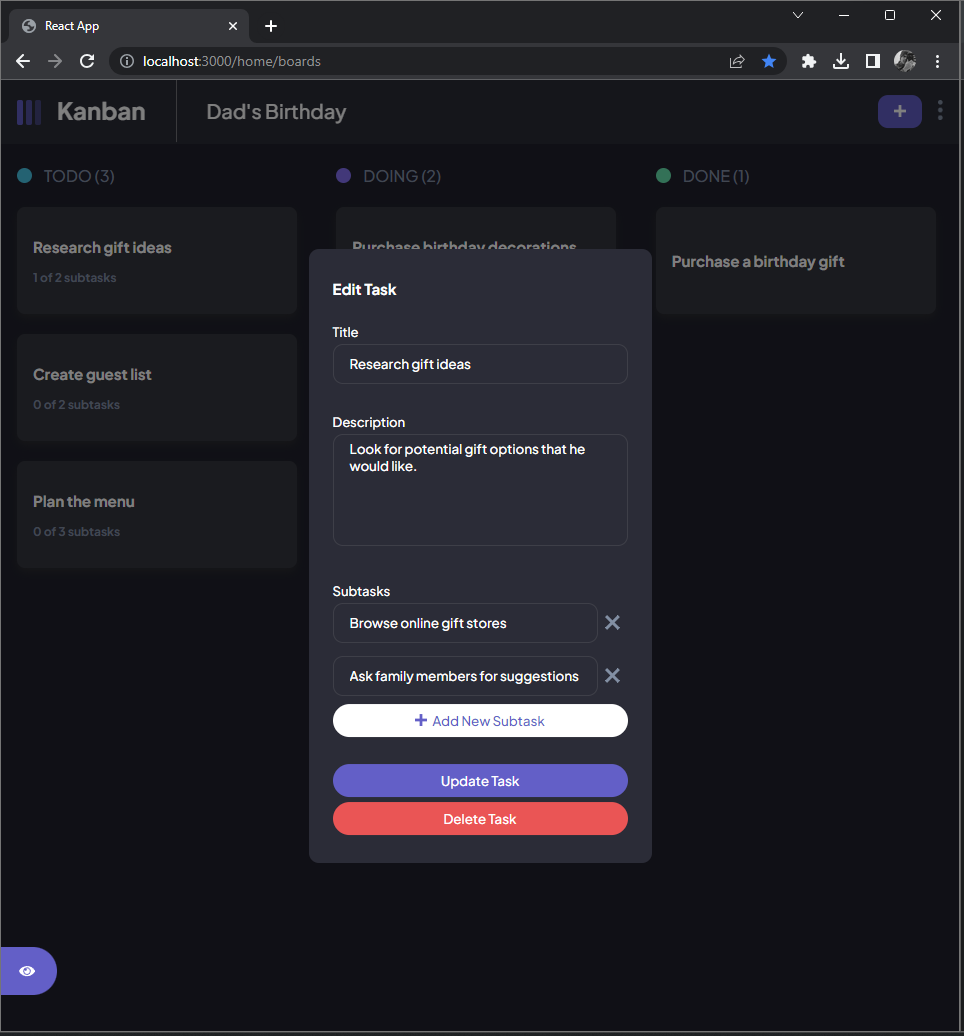 React App
localhost:3000/home/boards
Kanban
Dad's Birthday
TODO (3)
DOING (2)
DONE (1)
Research gift ideas
1 of 2 subtasks
Create guest list
0 of 2 subtasks
Plan the menu
0 of 3 subtasks
Purchase birthday decorations
Purchase a birthday gift
Edit Task
Title
Research gift ideas
Description
Look for potential gift options that he
would like.
Subtasks
Browse online gift stores
Ask family members for suggestions
Add New Subtask
Update Task
Delete Task